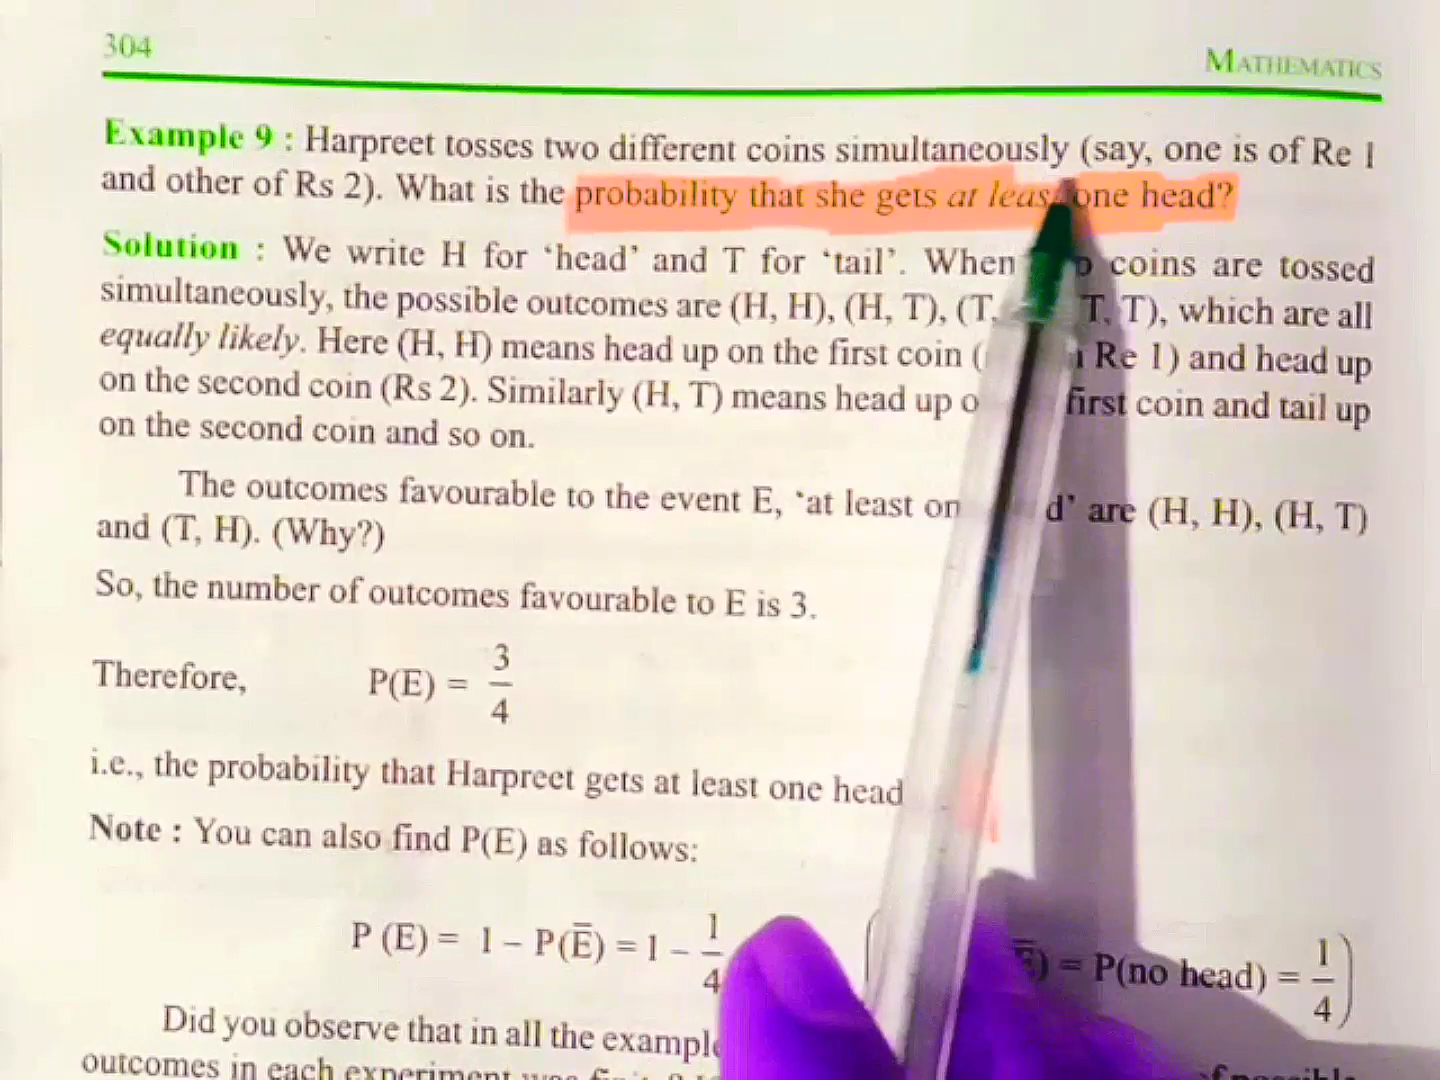 304
MATHEMATICS
Example 9 : Harpreet tosses two different coins simultaneously (say, one is of Re 1
and other of Rs 2). What is the probability that she gets at least one head?
Solution : We write H for ‘head’ and T for ‘tail’. When coins are tossed
simultaneously, the possible outcomes are (H, H), (H, T), (T, T, T), which are all
equally likely. Here (H, H) means head up on the first coin ( Re 1) and head up
on the second coin (Rs 2). Similarly (H, T) means head up first coin and tail up
on the second coin and so on.
The outcomes favourable to the event E, ‘at least are (H, H), (H, T)
and (T, H). (Why?)
So, the number of outcomes favourable to E is 3.
Therefore, P(E) = 3/4
i.e., the probability that Harpreet gets at least one head
Note : You can also find P(E) as follows:
P (E) = 1 – P(E̅) = 1 – 1/4 ( E̅) = P(no head) = 1/4)
Did you observe that in all the
outcomes in each experiment